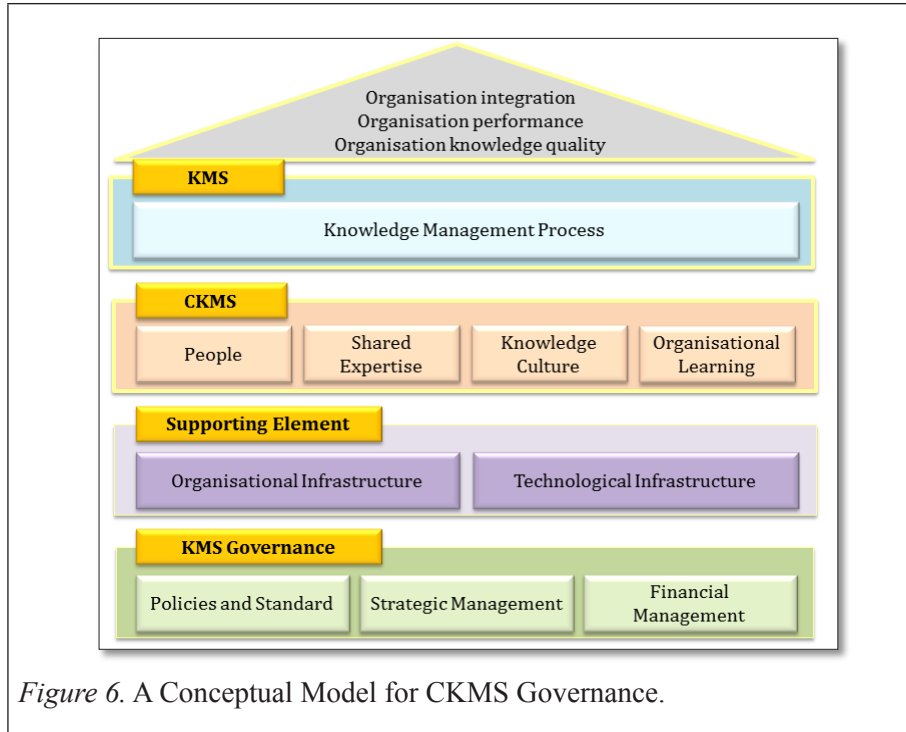 Organisation integration
Organisation performance
Organisation knowledge quality
KMS
Knowledge Management Process
CKMS
People
Shared
Expertise
Knowledge
Culture
Organisational
Learning
Supporting Element
Organisational Infrastructure
Technological Infrastructure
KMS Governance
Policies and Standard
Strategic Management
Financial
Management
Figure 6. A Conceptual Model for CKMS Governance.